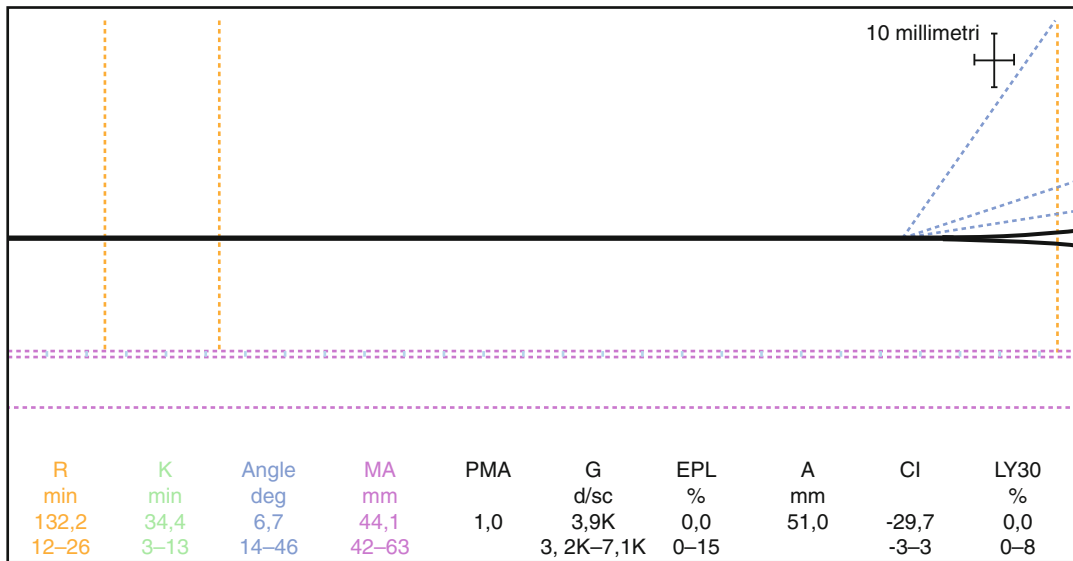 10 millimetri
R K Angle MA PMA G EPL A CI LY30
min min deg mm d/sc % mm %
132,2 34,4 6,7 44,1 1,0 3,9K 0,0 51,0 -29,7 0,0
12–26 3–13 14–46 42–63 3, 2K–7,1K 0–15 -3–3 0–8